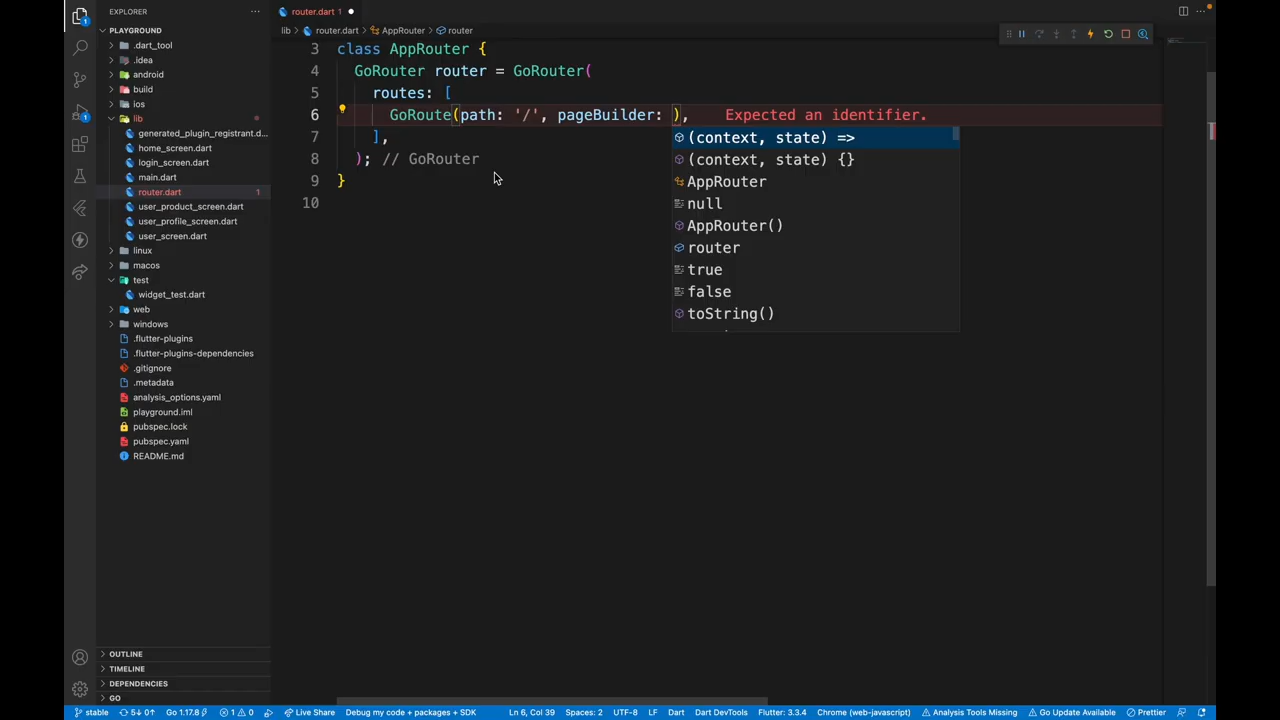 EXPLORER
PLAYGROUND
.dart_tool
.idea
android
build
ios
lib
generated_plugin_registrant.d...
home_screen.dart
login_screen.dart
main.dart
router.dart 1
user_product_screen.dart
user_profile_screen.dart
user_screen.dart
linux
macos
test
widget_test.dart
web
windows
.flutter-plugins
.flutter-plugins-dependencies
.gitignore
.metadata
analysis_options.yaml
playground.iml
pubspec.lock
pubspec.yaml
README.md
OUTLINE
TIMELINE
DEPENDENCIES
GO
router.dart 1
lib > router.dart > AppRouter > router
3 class AppRouter {
4 GoRouter router = GoRouter(
5 routes: [
6 GoRoute(path: '/', pageBuilder: ), Expected an identifier.
7 ],
8 ); // GoRouter
9 }
10
(context, state) =>
(context, state) {}
AppRouter
null
AppRouter()
router
true
false
toString()
stable 5↓ 0↑ Go 1.17.8 1 0 Live Share Debug my code + packages + SDK Ln 6, Col 39 Spaces: 2 UTF-8 LF Dart Dart DevTools Flutter: 3.3.4 Chrome (web-javascript) Analysis Tools Missing Go Update Available Prettier